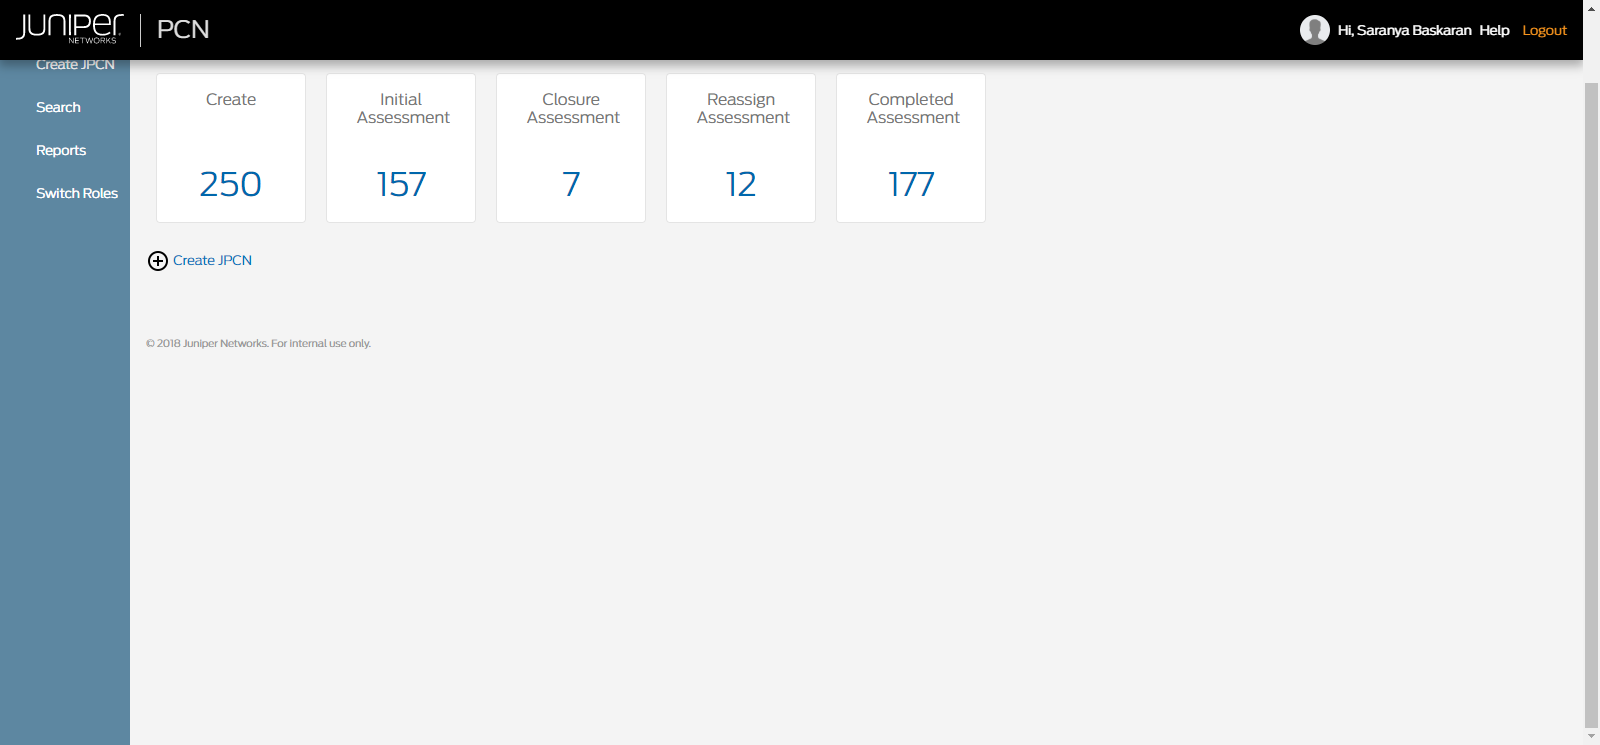 JUNIPER
NETWORKS
PCN
Hi, Saranya Baskaran Help Logout
Create JPCN
Search
Reports
Switch Roles
Create
250
Initial
Assessment
157
Closure
Assessment
7
Reassign
Assessment
12
Completed
Assessment
177
Create JPCN
© 2018 Juniper Networks. For internal use only.